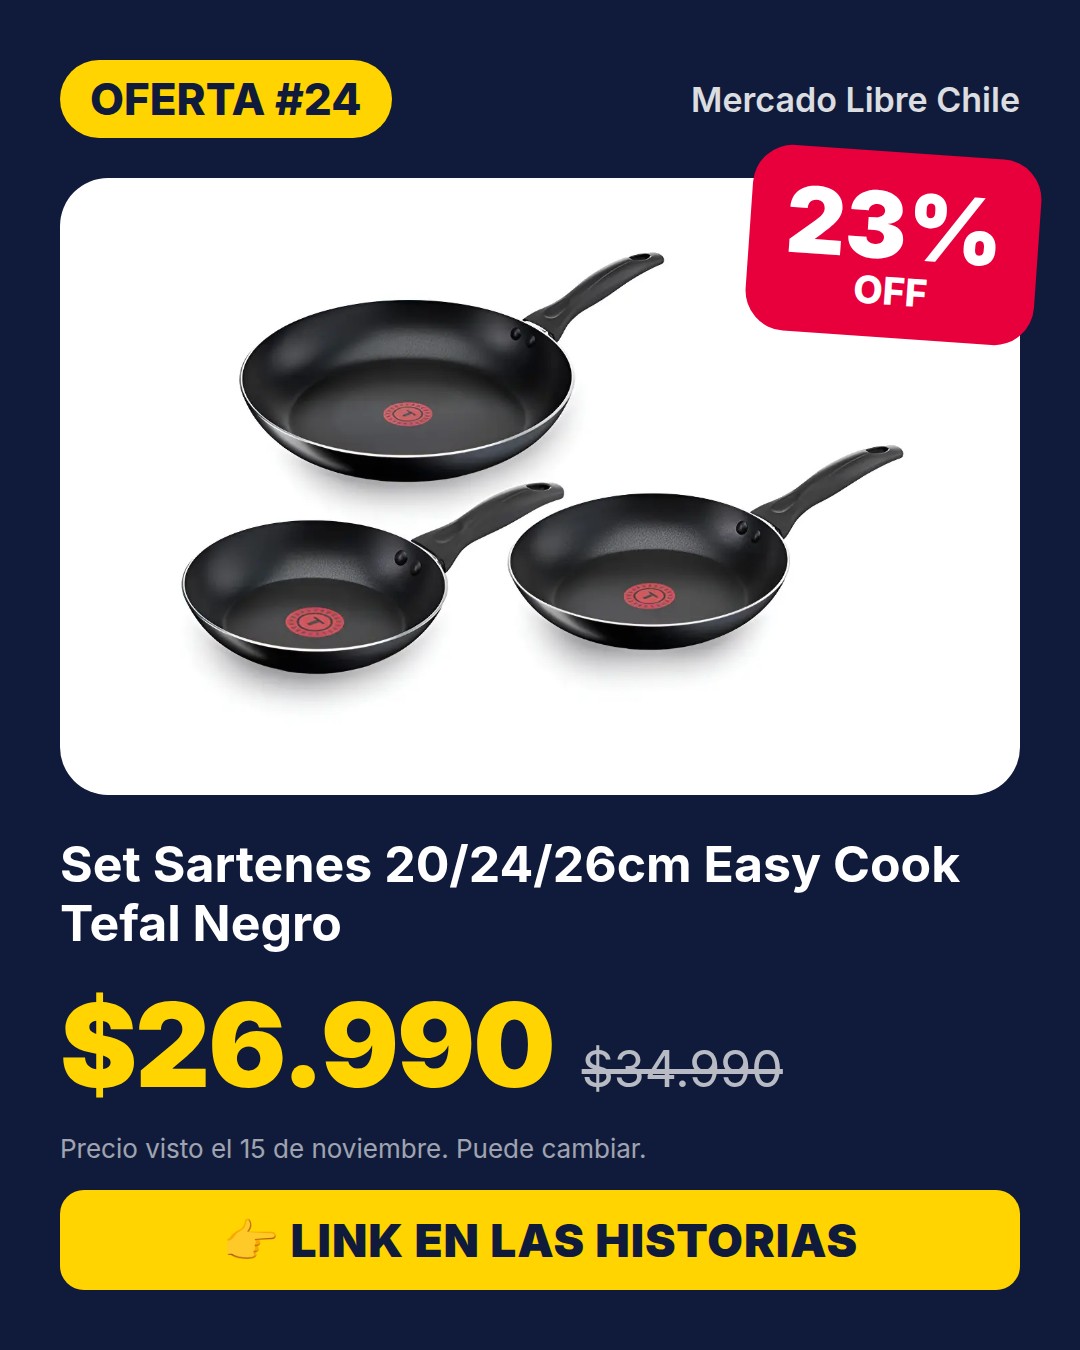 OFERTA #24
Mercado Libre Chile
23%
OFF
T
T
T
Set Sartenes 20/24/26cm Easy Cook
Tefal Negro
$26.990 $34.990
Precio visto el 15 de noviembre. Puede cambiar.
👉 LINK EN LAS HISTORIAS